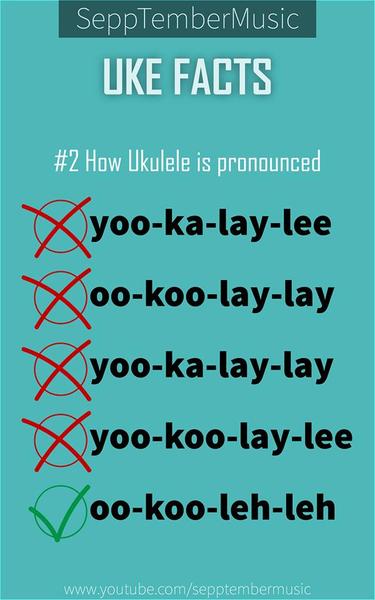 SeppTemberMusic
UKE FACTS
#2 How Ukulele is pronounced
yoo-ka-lay-lee
oo-koo-lay-lay
yoo-ka-lay-lay
yoo-koo-lay-lee
oo-koo-leh-leh
www.youtube.com/sepptembermusic